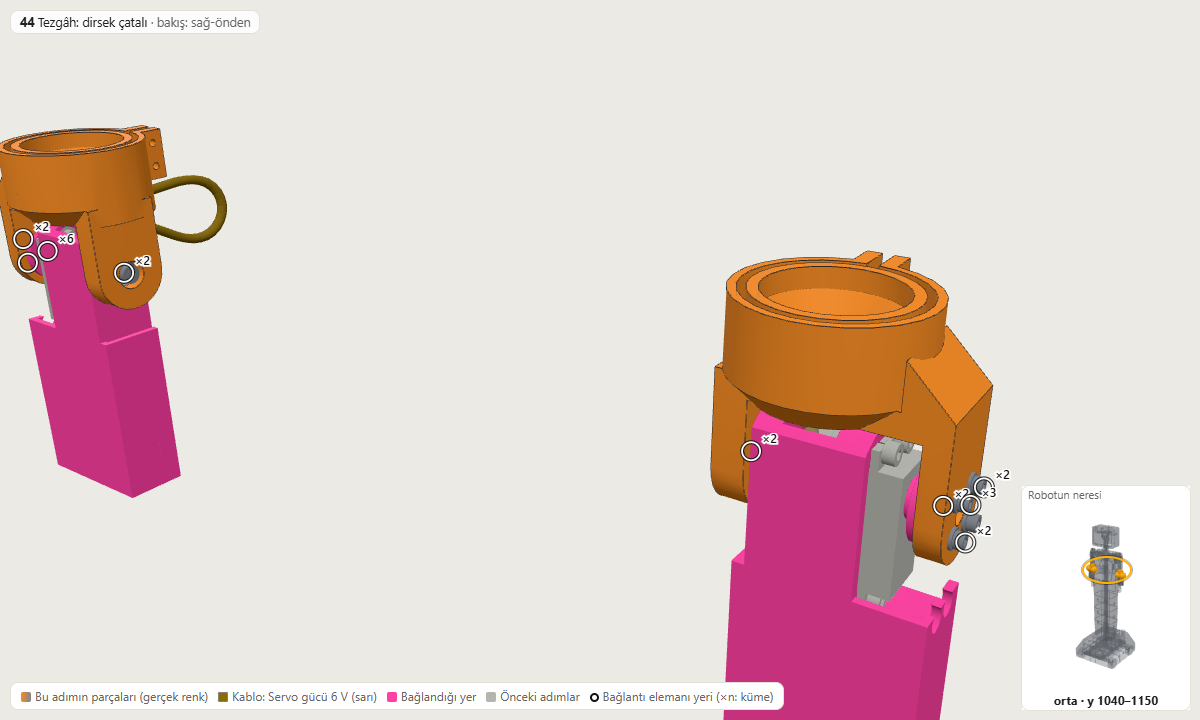 44 Tezgâh: dirsek çatalı · bakış: sağ-önden
×2
×6
×2
×2
×2
×2
×3
×2
Robotun neresi
orta · y 1040–1150
Bu adımın parçaları (gerçek renk)
Kablo: Servo gücü 6 V (sarı)
Bağlandığı yer
Önceki adımlar
Bağlantı elemanı yeri (×n: küme)